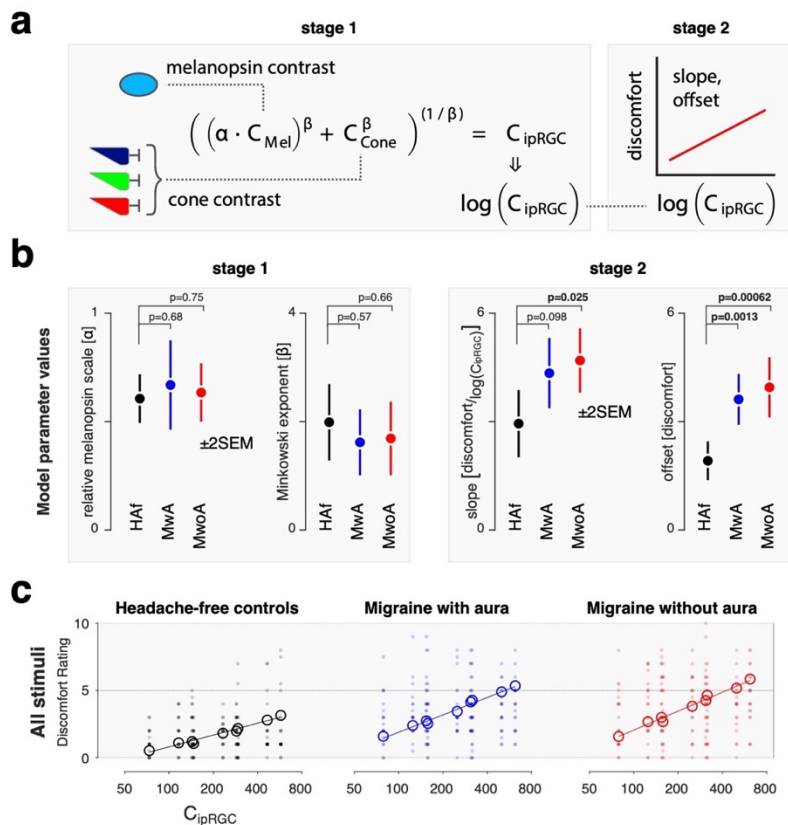 a
stage 1
stage 2
melanopsin contrast
((α · C_Mel)^β + C_Cone^β)^(1 / β) = C_ipRGC
⇓
cone contrast
log(C_ipRGC)
discomfort
slope,
offset
log(C_ipRGC)
b
stage 1
stage 2
Model parameter values
relative melanopsin scale [α]
1
0
p=0.75
p=0.68
±2SEM
HAf
MwA
MwoA
Minkowski exponent [β]
4
0
p=0.66
p=0.57
HAf
MwA
MwoA
slope [discomfort/log(CipRGC)]
6
0
p=0.025
p=0.098
±2SEM
HAf
MwA
MwoA
offset [discomfort]
6
0
p=0.00062
p=0.0013
HAf
MwA
MwoA
c
Headache-free controls
Migraine with aura
Migraine without aura
All stimuli
Discomfort Rating
10
5
0
50 100 200 400 800
50 100 200 400 800
50 100 200 400 800
C_ipRGC